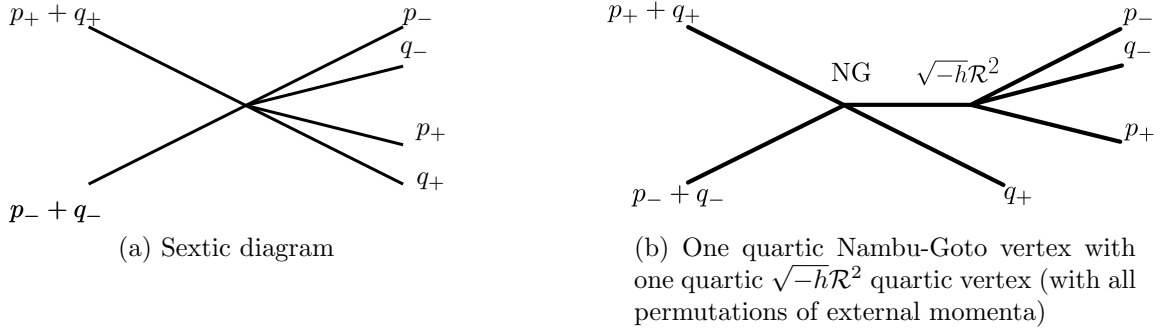 p₊ + q₊
p₋
q₋
p₊
q₊
p₋ + q₋
(a) Sextic diagram
p₊ + q₊
NG
√−hR²
p₋
q₋
p₊
p₋ + q₋
q₊
(b) One quartic Nambu-Goto vertex with
one quartic √−hR² quartic vertex (with all
permutations of external momenta)